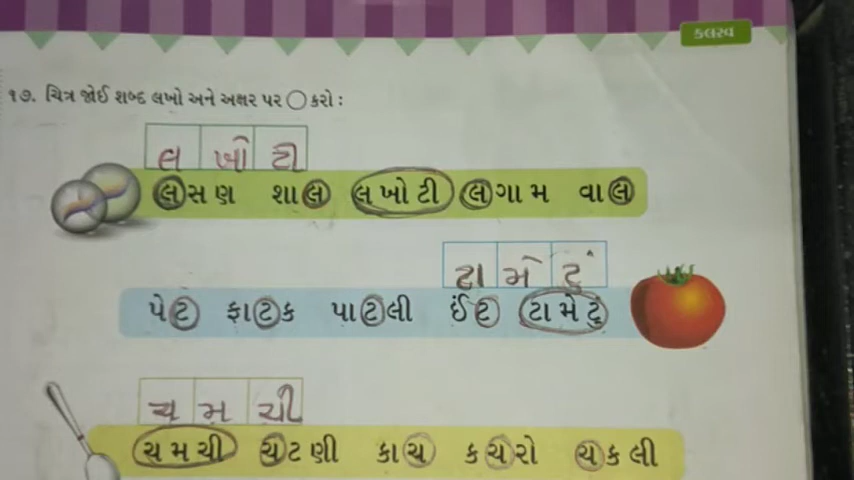 કલરવ
૧૭. ચિત્ર જોઈ શબ્દ લખો અને અક્ષર પર ◯ કરો :
લ ખો ટી
લસણ શાલ લખોટી લગામ વાલ
ટા મે ટું
પેટ ફાટક પાટલી ઈંટ ટામેટું
ચ મ ચી
ચમચી ચટણી કાચ કચરો ચકલી